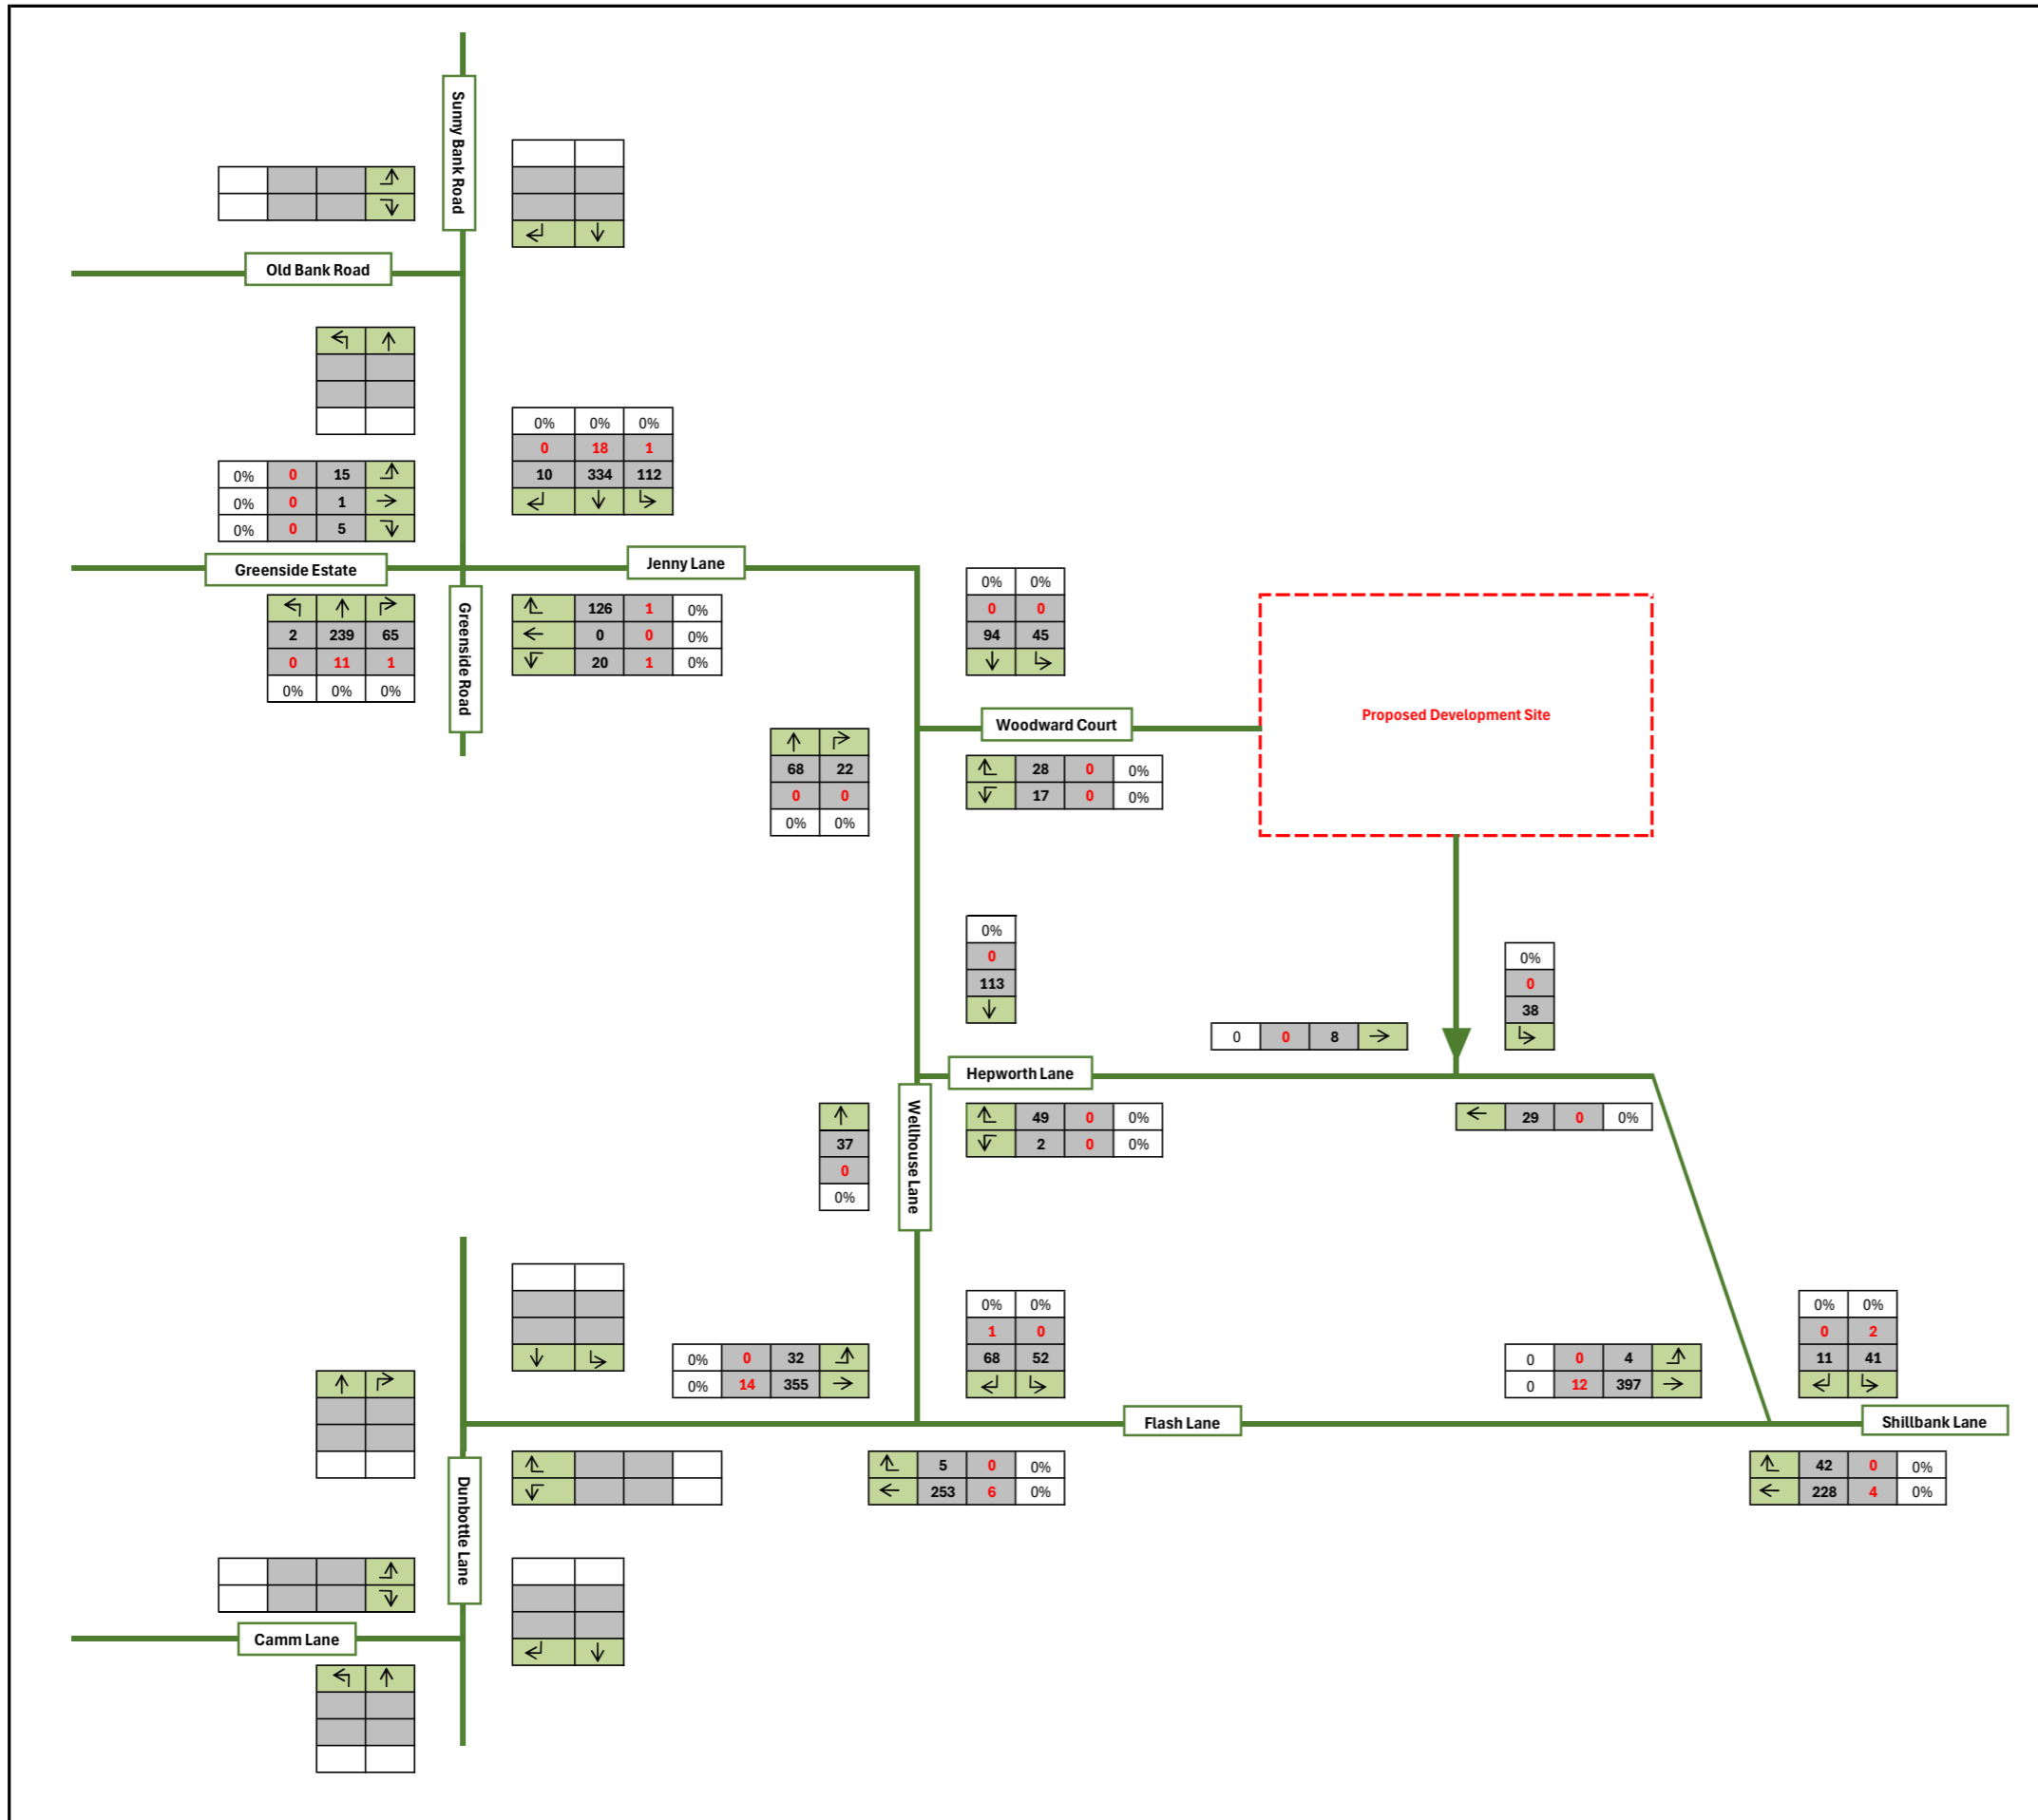 Sunny Bank Road
Old Bank Road
0% 0% 0%
0 18 1
10 334 112
0% 0 15
0% 0 1
0% 0 5
Greenside Estate
Jenny Lane
Greenside Road
2 239 65
0 11 1
0% 0% 0%
126 1 0%
0 0 0%
20 1 0%
0% 0%
0 0
94 45
Woodward Court
Proposed Development Site
68 22
0 0
0% 0%
28 0 0%
17 0 0%
0%
0
113
0%
0
38
0 0 8
Hepworth Lane
Wellhouse Lane
37
0
0%
49 0 0%
2 0 0%
29 0 0%
0% 0 32
0% 14 355
0% 0%
1 0
68 52
0 0 4
0 12 397
0% 0%
0 2
11 41
Flash Lane
Shillbank Lane
Dunbottle Lane
5 0 0%
253 6 0%
42 0 0%
228 4 0%
Camm Lane